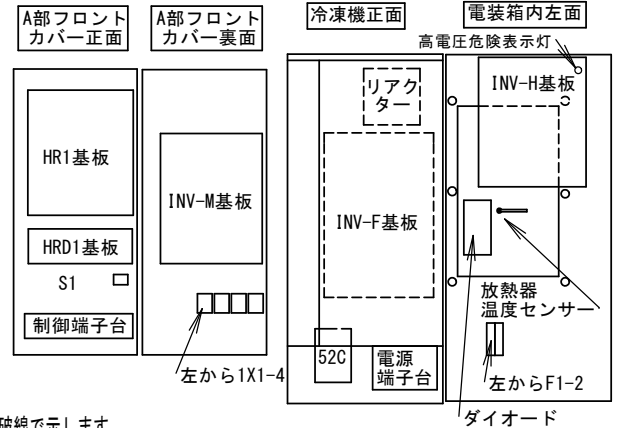 A部フロント
カバー正面
A部フロント
カバー裏面
冷凍機正面
電装箱内左面
高電圧危険表示灯
リアク
ター
INV-H基板
HR1基板
INV-M基板
INV-F基板
HRD1基板
S1
制御端子台
放熱器
温度センサー
52C
電源
端子台
左から1X1-4
左からF1-2
ダイオード
破線で示します